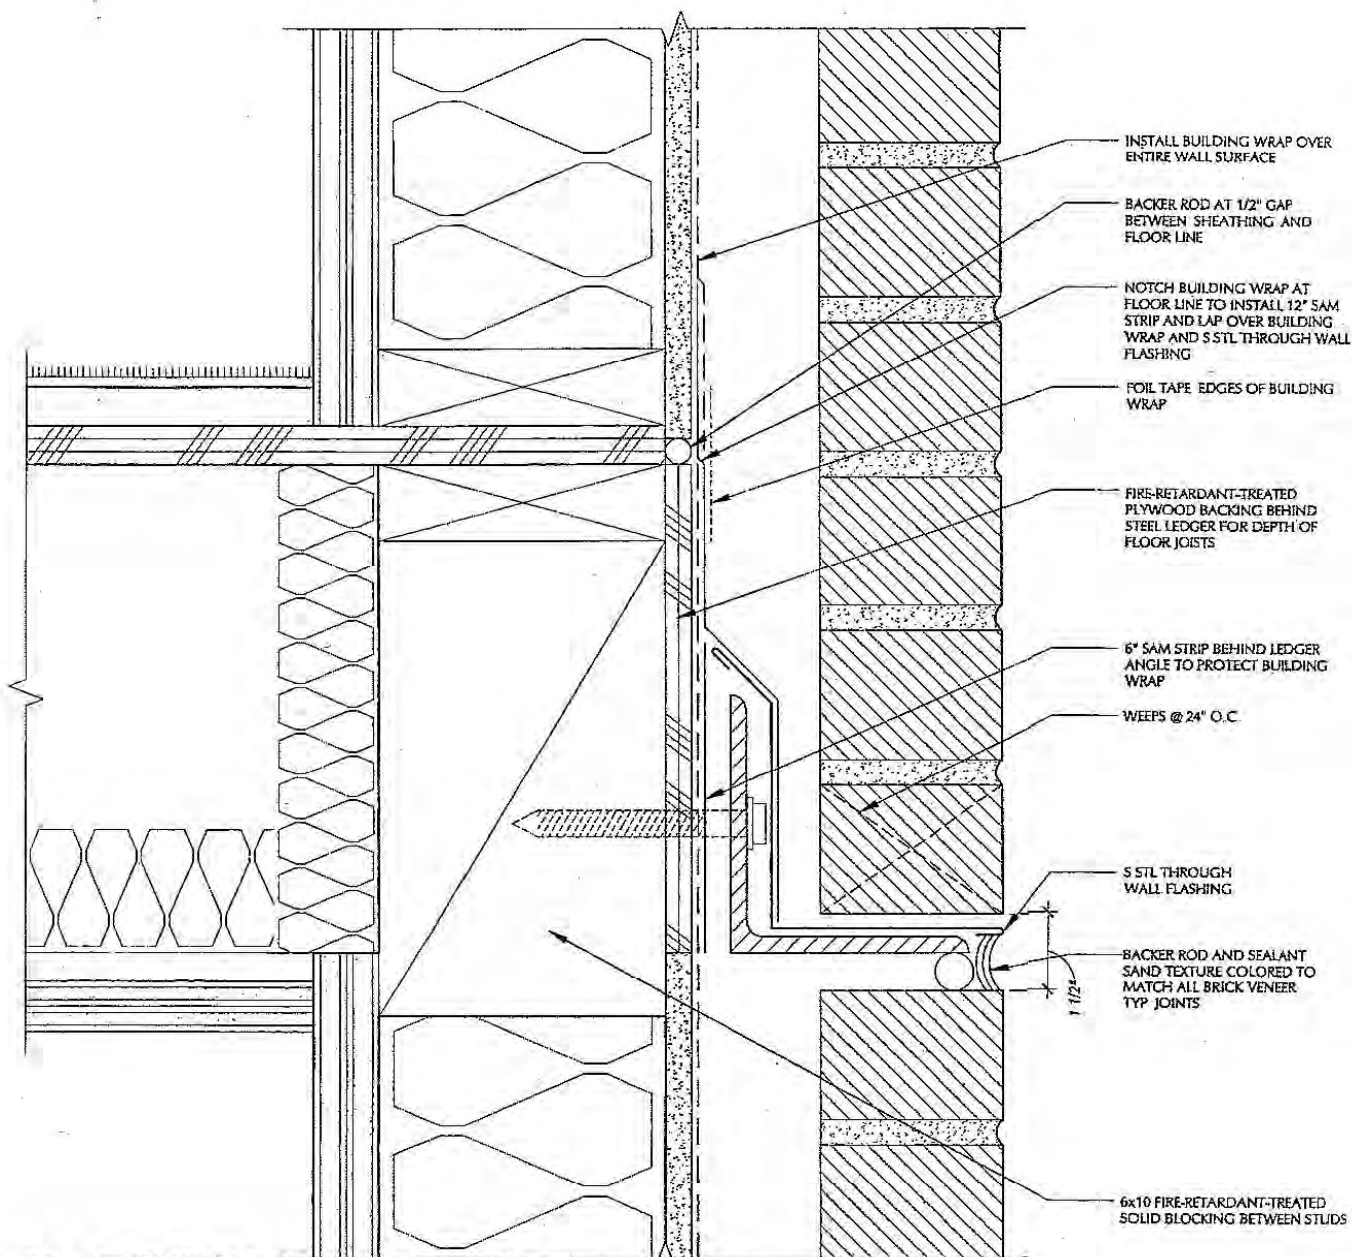 INSTALL BUILDING WRAP OVER
ENTIRE WALL SURFACE
BACKER ROD AT 1/2" GAP
BETWEEN SHEATHING AND
FLOOR LINE
NOTCH BUILDING WRAP AT
FLOOR LINE TO INSTALL 12" SAM
STRIP AND LAP OVER BUILDING
WRAP AND S STL THROUGH WALL
FLASHING
FOIL TAPE EDGES OF BUILDING
WRAP
FIRE-RETARDANT-TREATED
PLYWOOD BACKING BEHIND
STEEL LEDGER FOR DEPTH OF
FLOOR JOISTS
6" SAM STRIP BEHIND LEDGER
ANGLE TO PROTECT BUILDING
WRAP
WEEPS @ 24" O.C.
S STL THROUGH
WALL FLASHING
BACKER ROD AND SEALANT
SAND TEXTURE COLORED TO
MATCH ALL BRICK VENEER
TYP JOINTS
1 1/2"
6x10 FIRE-RETARDANT-TREATED
SOLID BLOCKING BETWEEN STUDS